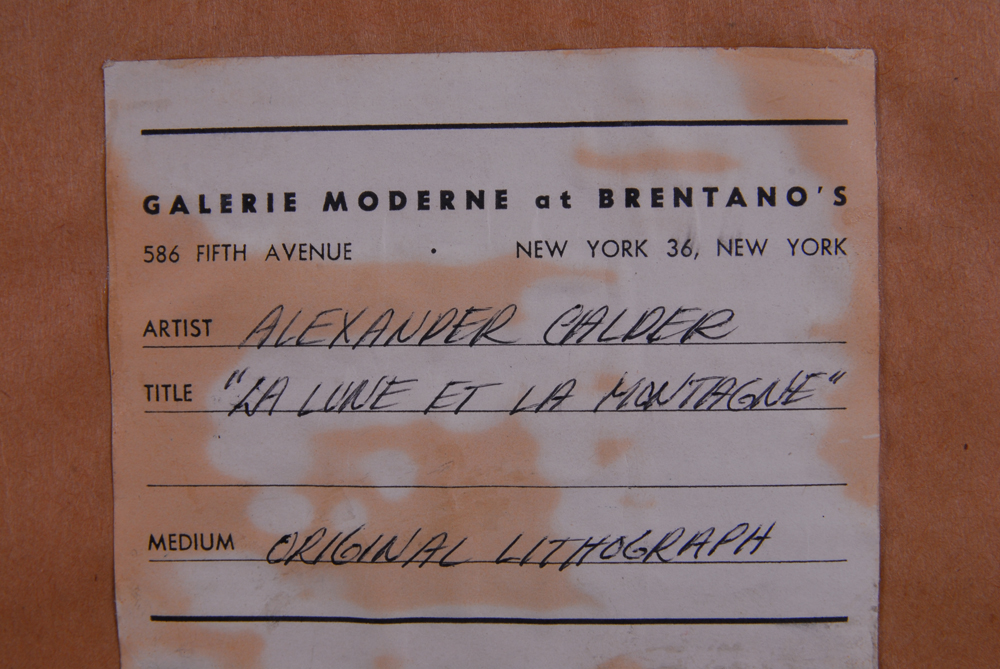 GALERIE MODERNE at BRENTANO'S
586 FIFTH AVENUE · NEW YORK 36, NEW YORK
ARTIST ALEXANDER CALDER
TITLE "LA LUNE ET LA MONTAGNE"
MEDIUM ORIGINAL LITHOGRAPH